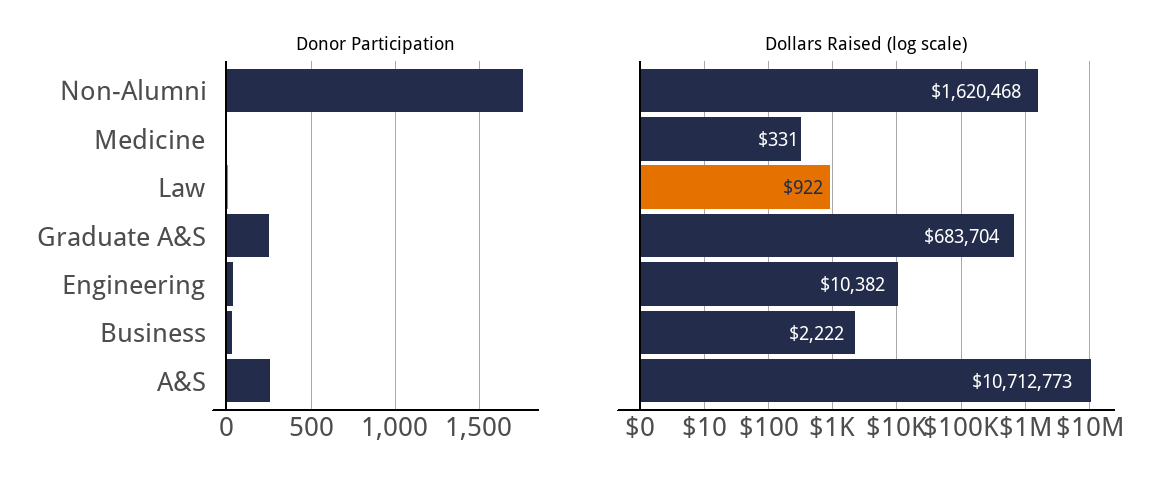 Donor Participation
Dollars Raised (log scale)
Non-Alumni
$1,620,468
Medicine
$331
Law
$922
Graduate A&S
$683,704
Engineering
$10,382
Business
$2,222
A&S
$10,712,773
0 500 1,000 1,500
$0 $10 $100 $1K $10K $100K $1M $10M